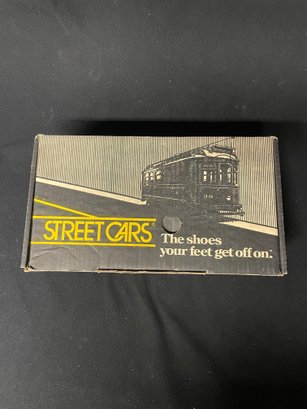 STREET CARS
The shoes
your feet get off on.